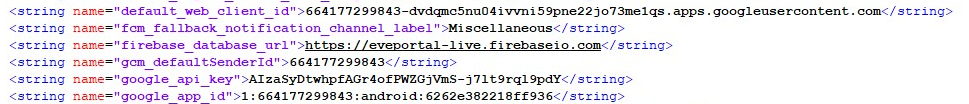 <string name="default_web_client_id">664177299843-dvdqmc5nu04ivvni59pne22jo73me1qs.apps.googleusercontent.com</string>
<string name="fcm_fallback_notification_channel_label">Miscellaneous</string>
<string name="firebase_database_url">https://eveportal-live.firebaseio.com</string>
<string name="gcm_defaultSenderId">664177299843</string>
<string name="google_api_key">AIzaSyDtwhpfAGr4ofPWZGjVmS-j7lt9rql9pdY</string>
<string name="google_app_id">1:664177299843:android:6262e382218ff936</string>